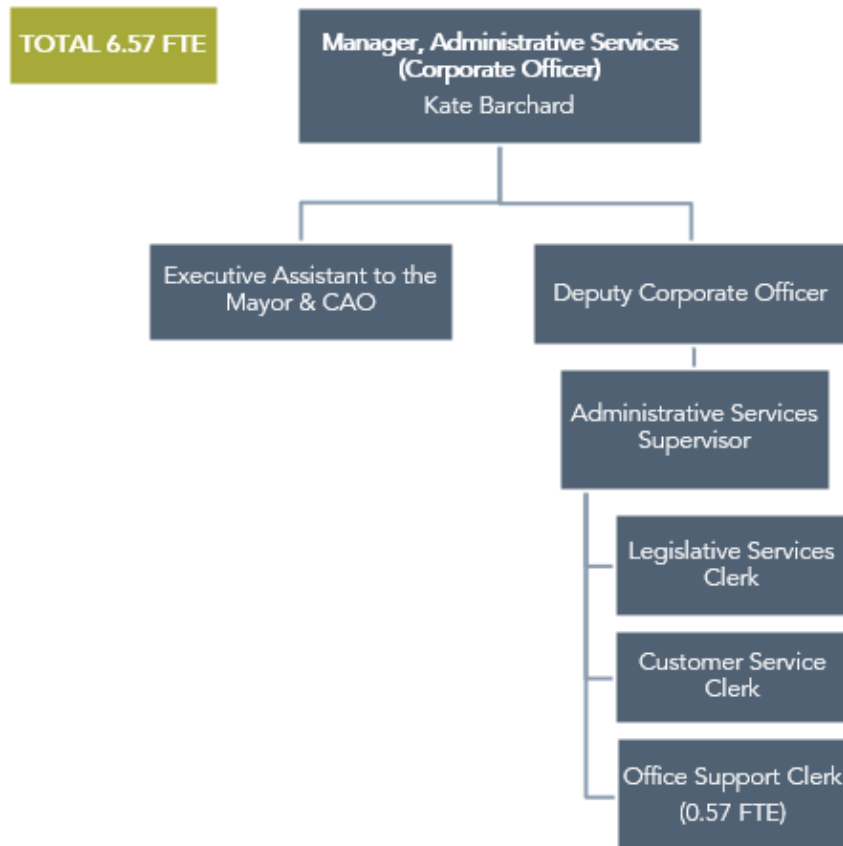 TOTAL 6.57 FTE
Manager, Administrative Services
(Corporate Officer)
Kate Barchard
Executive Assistant to the
Mayor & CAO
Deputy Corporate Officer
Administrative Services
Supervisor
Legislative Services
Clerk
Customer Service
Clerk
Office Support Clerk
(0.57 FTE)